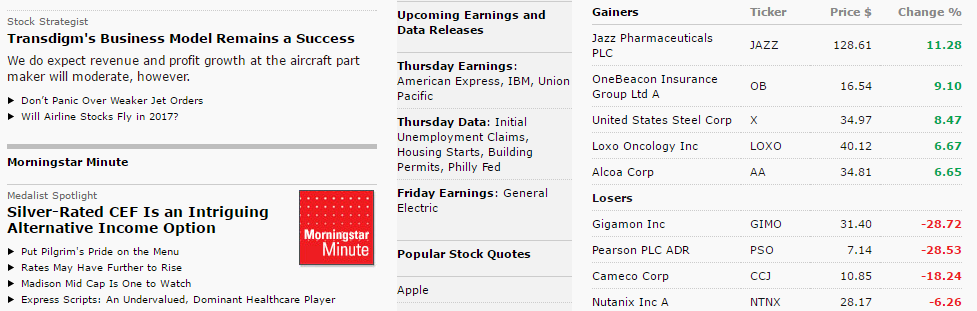 Stock Strategist
Transdigm's Business Model Remains a Success
We do expect revenue and profit growth at the aircraft part
maker will moderate, however.
Don't Panic Over Weaker Jet Orders
Will Airline Stocks Fly in 2017?
Morningstar Minute
Medalist Spotlight
Silver-Rated CEF Is an Intriguing
Alternative Income Option
Morningstar
Minute
Put Pilgrim's Pride on the Menu
Rates May Have Further to Rise
Madison Mid Cap Is One to Watch
Express Scripts: An Undervalued, Dominant Healthcare Player
Upcoming Earnings and
Data Releases
Thursday Earnings:
American Express, IBM, Union
Pacific
Thursday Data: Initial
Unemployment Claims,
Housing Starts, Building
Permits, Philly Fed
Friday Earnings: General
Electric
Popular Stock Quotes
Apple
Gainers Ticker Price $ Change %
Jazz Pharmaceuticals
PLC JAZZ 128.61 11.28
OneBeacon Insurance
Group Ltd A OB 16.54 9.10
United States Steel Corp X 34.97 8.47
Loxo Oncology Inc LOXO 40.12 6.67
Alcoa Corp AA 34.81 6.65
Losers
Gigamon Inc GIMO 31.40 -28.72
Pearson PLC ADR PSO 7.14 -28.53
Cameco Corp CCJ 10.85 -18.24
Nutanix Inc A NTNX 28.17 -6.26